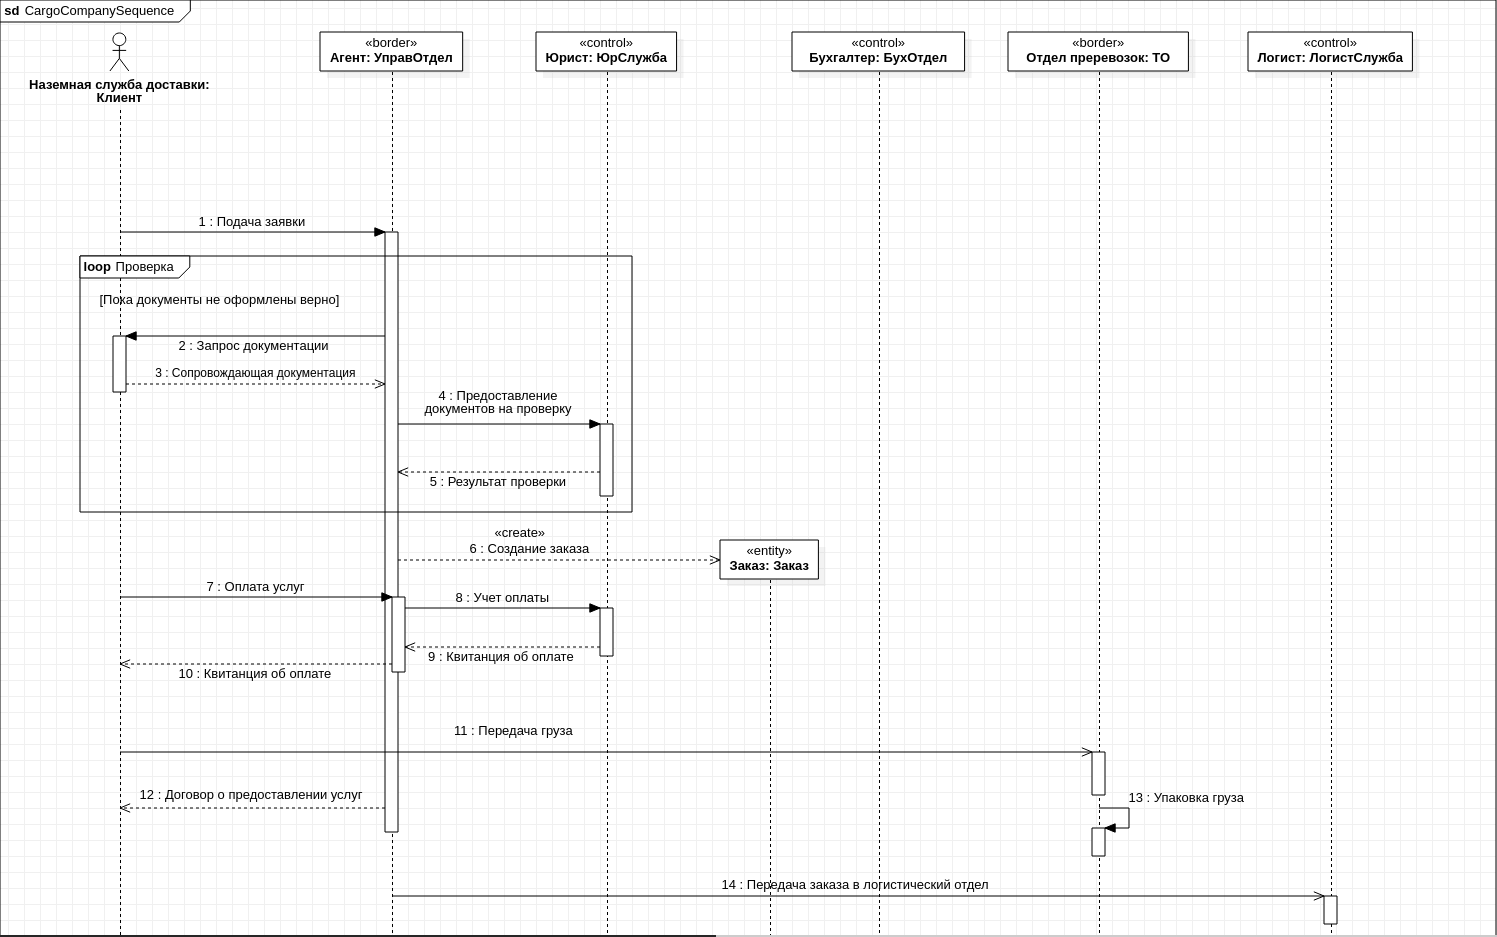 sd CargoCompanySequence
Наземная служба доставки:
Клиент
«border»
Агент: УправОтдел
«control»
Юрист: ЮрСлужба
«control»
Бухгалтер: БухОтдел
«border»
Отдел преревозок: ТО
«control»
Логист: ЛогистСлужба
1 : Подача заявки
loop Проверка
[Пока документы не оформлены верно]
2 : Запрос документации
3 : Сопровождающая документация
4 : Предоставление
документов на проверку
5 : Результат проверки
«create»
6 : Создание заказа
«entity»
Заказ: Заказ
7 : Оплата услуг
8 : Учет оплаты
9 : Квитанция об оплате
10 : Квитанция об оплате
11 : Передача груза
12 : Договор о предоставлении услуг
13 : Упаковка груза
14 : Передача заказа в логистический отдел